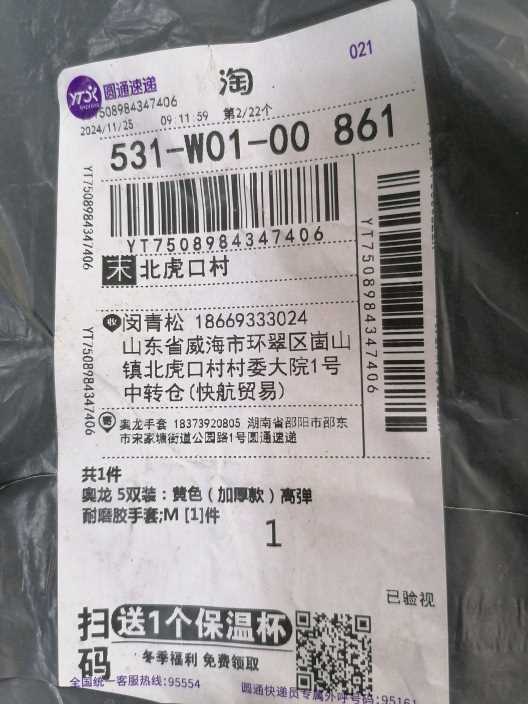 021
圆通速递
淘
YT7508984347406
2024/11/25 09:11:59 第2/22个
531-W01-00 861
YT7508984347406
YT7508984347406
YT7508984347406
末 北虎口村
收 闵青松 18669333024
山东省威海市环翠区崮山
镇北虎口村村委大院1号
中转仓(快航贸易)
YT7508984347406
寄 奥龙手套 18373920805 湖南省邵阳市邵东
市宋家塘街道公园路1号圆通速递
共1件
奥龙 5双装：黄色（加厚款）高弹
耐磨胶手套;M [1]件
1
已验视
扫码
送1个保温杯
冬季福利 免费领取
全国统一客服热线:95554
圆通快递员专属外呼号码:95161